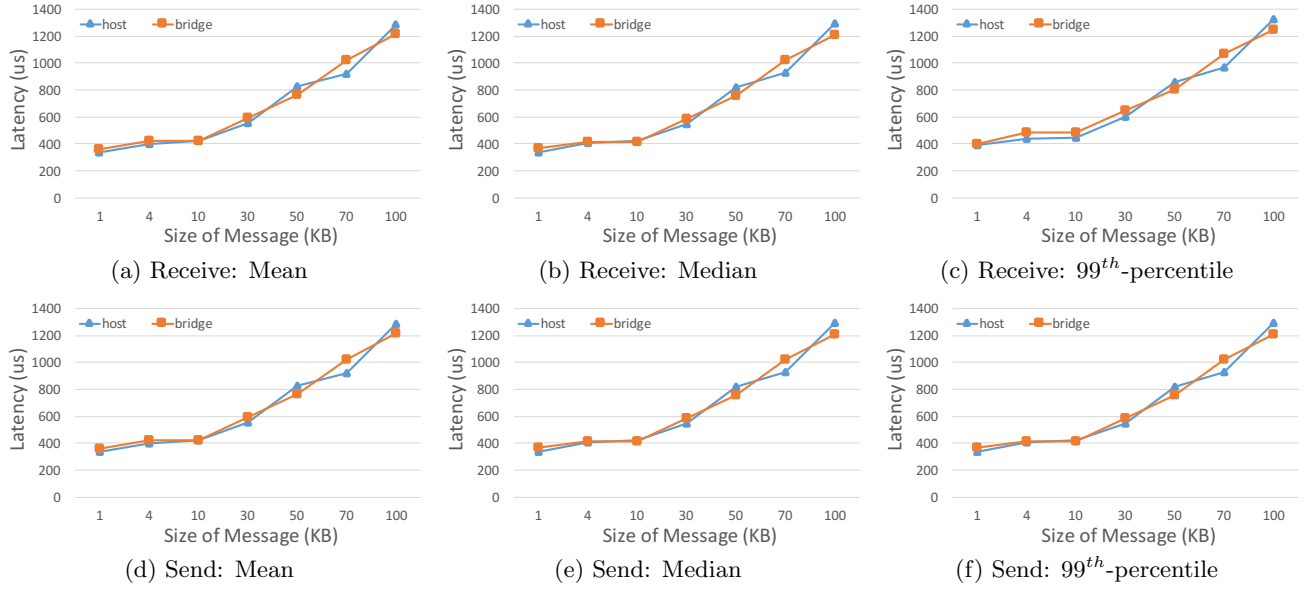 1400
1200
1000
800
600
400
200
0
Latency (us)
host bridge
1 4 10 30 50 70 100
Size of Message (KB)
(a) Receive: Mean
1400
1200
1000
800
600
400
200
0
Latency (us)
host bridge
1 4 10 30 50 70 100
Size of Message (KB)
(b) Receive: Median
1400
1200
1000
800
600
400
200
0
Latency (us)
host bridge
1 4 10 30 50 70 100
Size of Message (KB)
(c) Receive: 99th-percentile
1400
1200
1000
800
600
400
200
0
Latency (us)
host bridge
1 4 10 30 50 70 100
Size of Message (KB)
(d) Send: Mean
1400
1200
1000
800
600
400
200
0
Latency (us)
host bridge
1 4 10 30 50 70 100
Size of Message (KB)
(e) Send: Median
1400
1200
1000
800
600
400
200
0
Latency (us)
host bridge
1 4 10 30 50 70 100
Size of Message (KB)
(f) Send: 99th-percentile